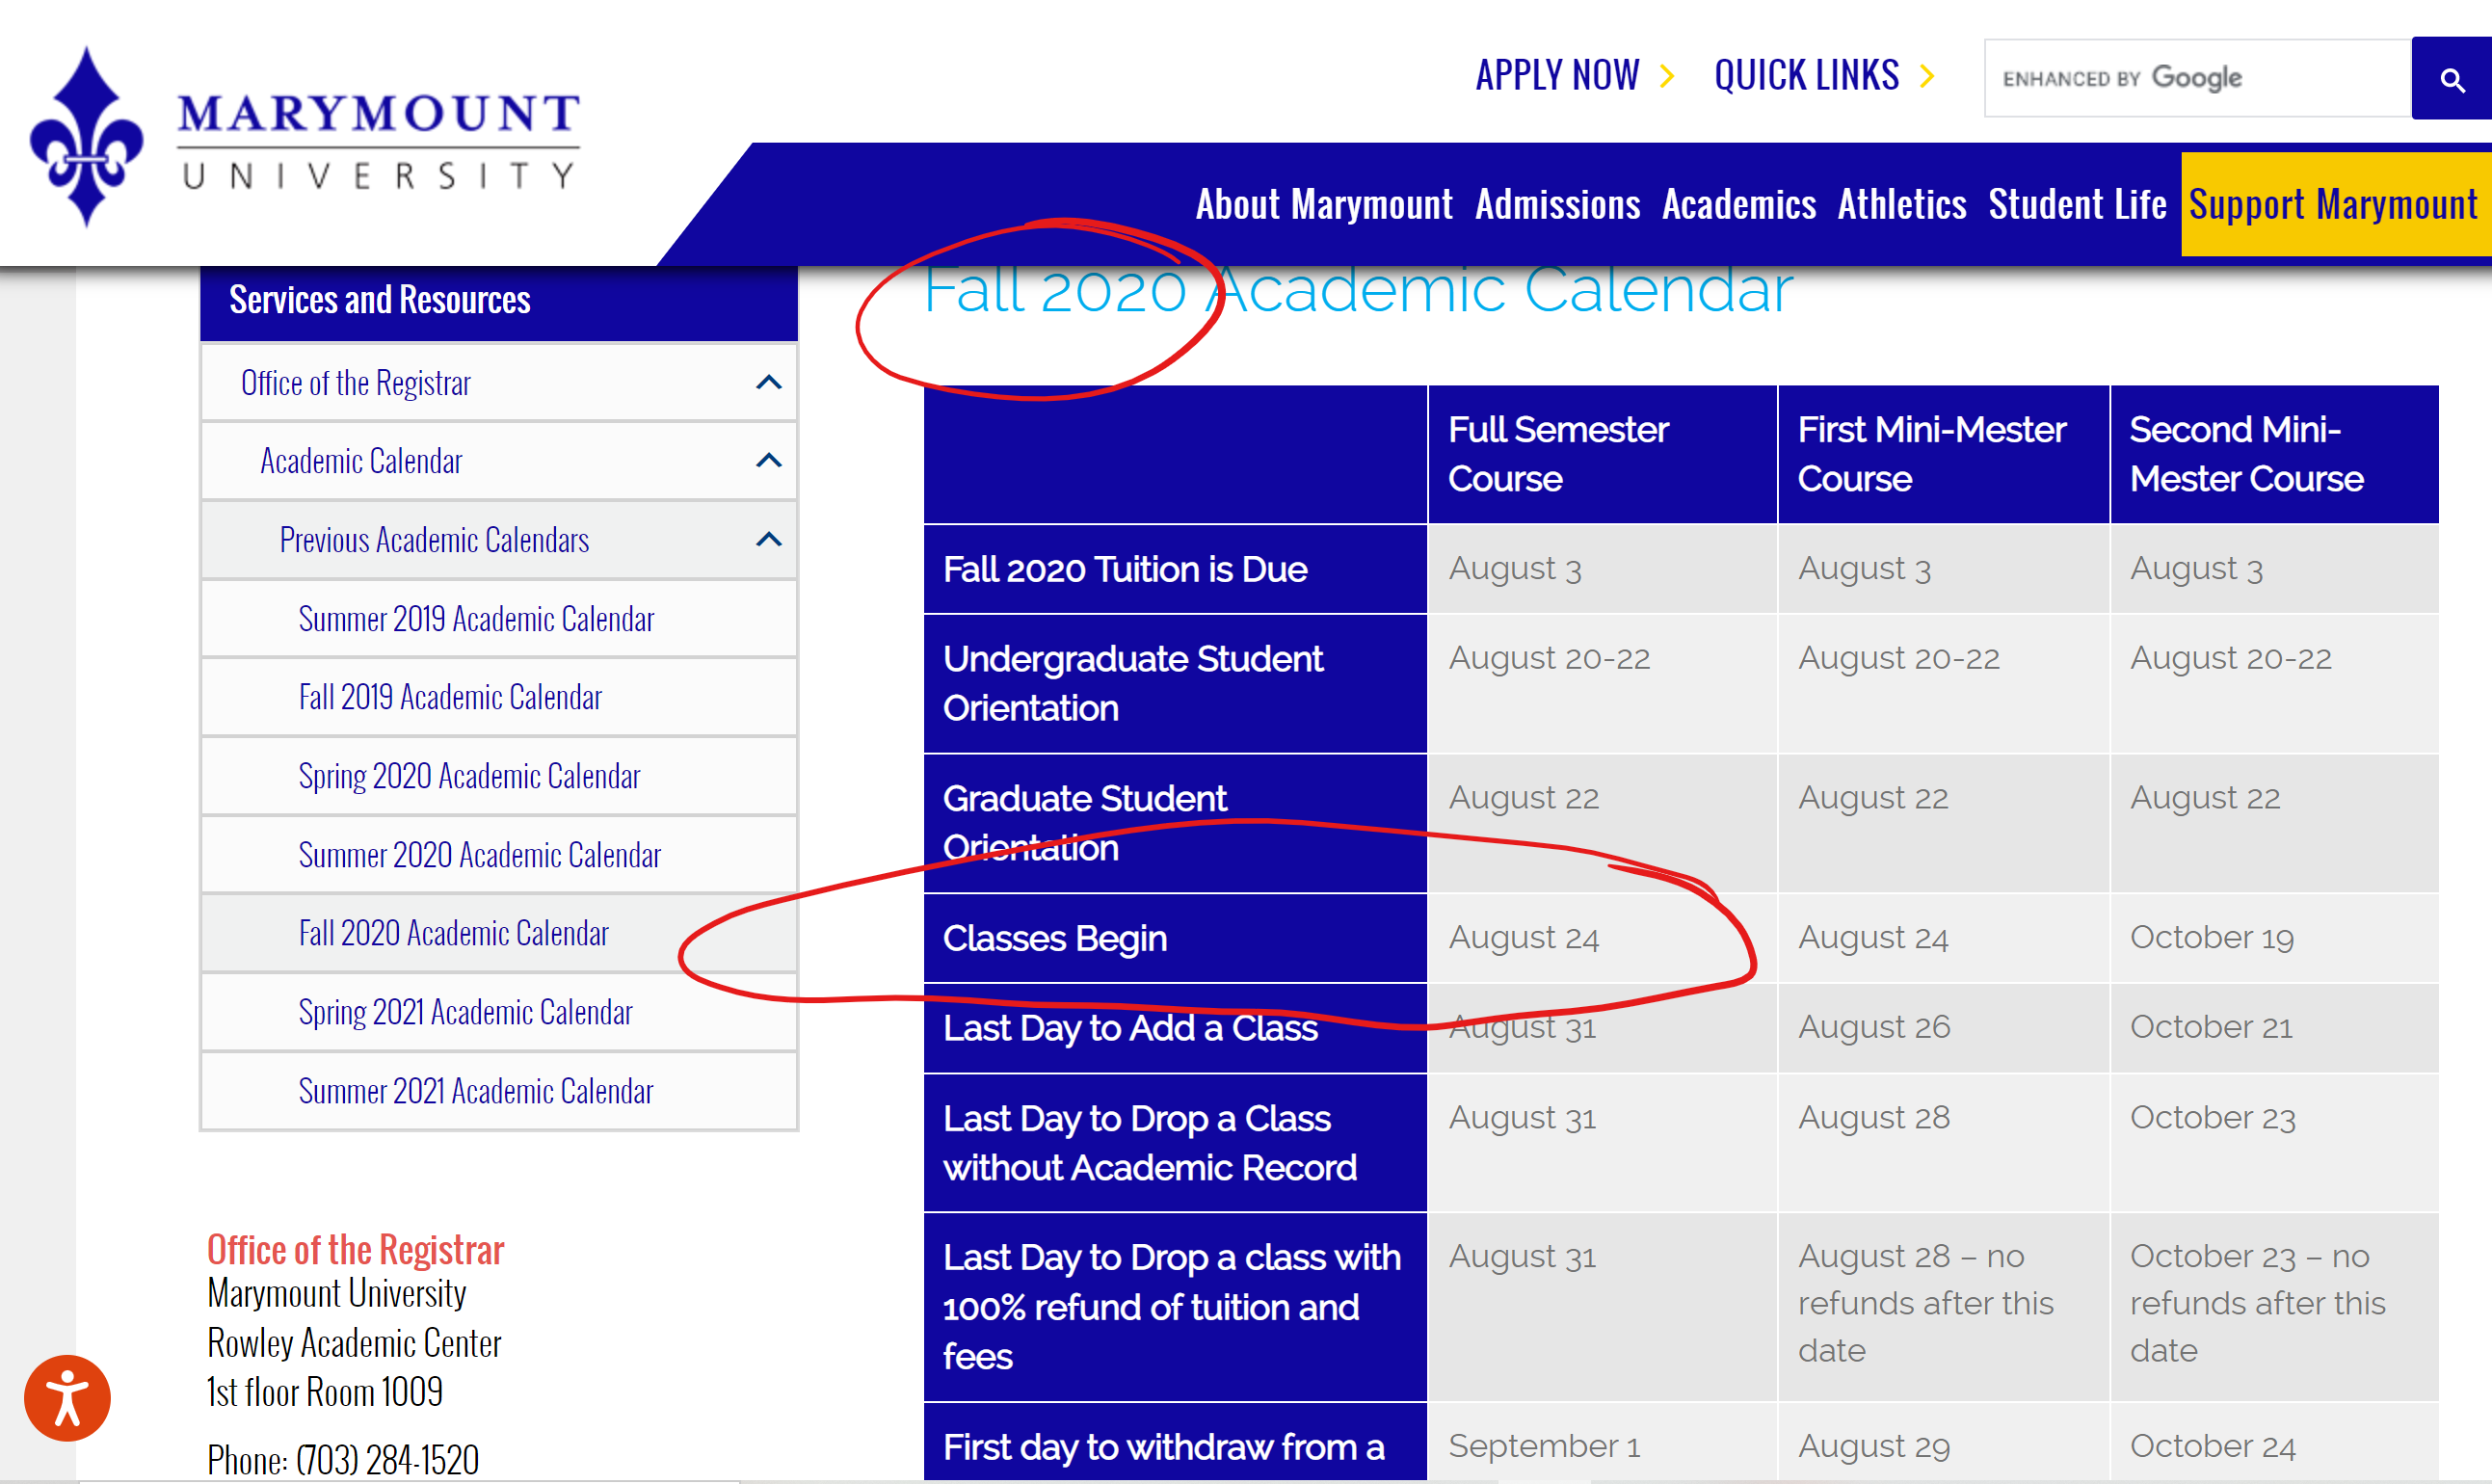 MARYMOUNT
UNIVERSITY
APPLY NOW
QUICK LINKS
ENHANCED BY Google
About Marymount Admissions Academics Athletics Student Life Support Marymount
Services and Resources
Office of the Registrar
Academic Calendar
Previous Academic Calendars
Summer 2019 Academic Calendar
Fall 2019 Academic Calendar
Spring 2020 Academic Calendar
Summer 2020 Academic Calendar
Fall 2020 Academic Calendar
Spring 2021 Academic Calendar
Summer 2021 Academic Calendar
Office of the Registrar
Marymount University
Rowley Academic Center
1st floor Room 1009
Phone: (703) 284-1520
Fall 2020 Academic Calendar
Full Semester
Course
First Mini-Mester
Course
Second Mini-
Mester Course
Fall 2020 Tuition is Due
August 3
August 3
August 3
Undergraduate Student
Orientation
August 20-22
August 20-22
August 20-22
Graduate Student
Orientation
August 22
August 22
August 22
Classes Begin
August 24
August 24
October 19
Last Day to Add a Class
August 31
August 26
October 21
Last Day to Drop a Class
without Academic Record
August 31
August 28
October 23
Last Day to Drop a class with
100% refund of tuition and
fees
August 31
August 28 – no
refunds after this
date
October 23 – no
refunds after this
date
First day to withdraw from a
September 1
August 29
October 24